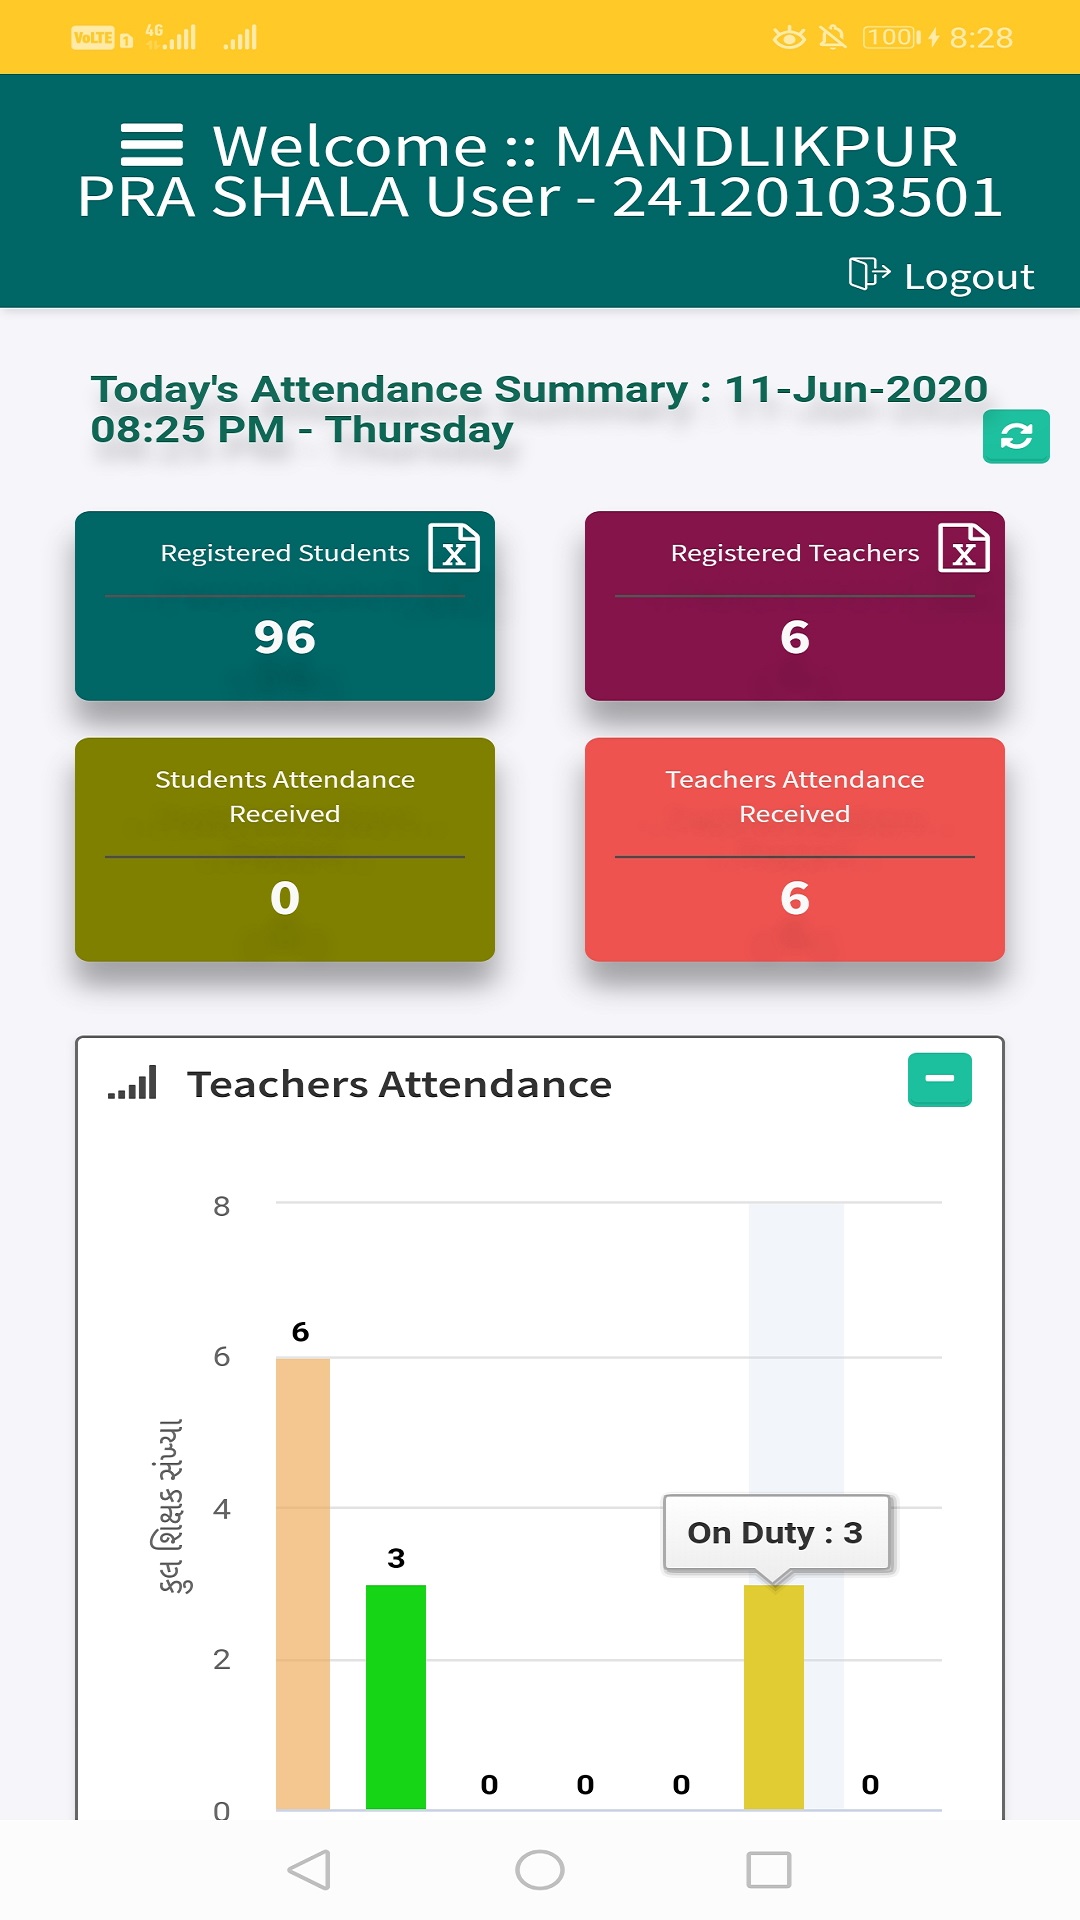 VoLTE 1 4G 100 8:28
Welcome :: MANDLIKPUR
PRA SHALA User - 24120103501
Logout
Today's Attendance Summary : 11-Jun-2020
08:25 PM - Thursday
Registered Students
96
Registered Teachers
6
Students Attendance
Received
0
Teachers Attendance
Received
6
Teachers Attendance
કુલ શિક્ષક સંખ્યા
8
6
4
2
0
6
3
0
0
0
On Duty : 3
0